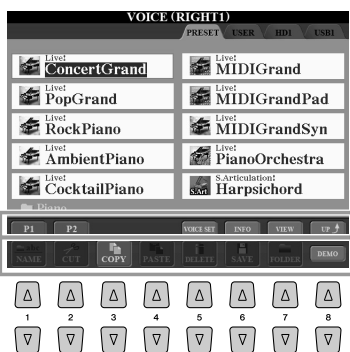 VOICE (RIGHT1)
PRESET USER HD1 USB1
Live!
ConcertGrand
Live!
MIDIGrand
Live!
PopGrand
Live!
MIDIGrandPad
Live!
RockPiano
Live!
MIDIGrandSyn
Live!
AmbientPiano
Live!
PianoOrchestra
Live!
CocktailPiano
S.Art
S.Articulation!
Harpsichord
Piano
P1 P2 VOICE SET INFO VIEW UP
NAME CUT COPY PASTE DELETE SAVE FOLDER DEMO
1 2 3 4 5 6 7 8